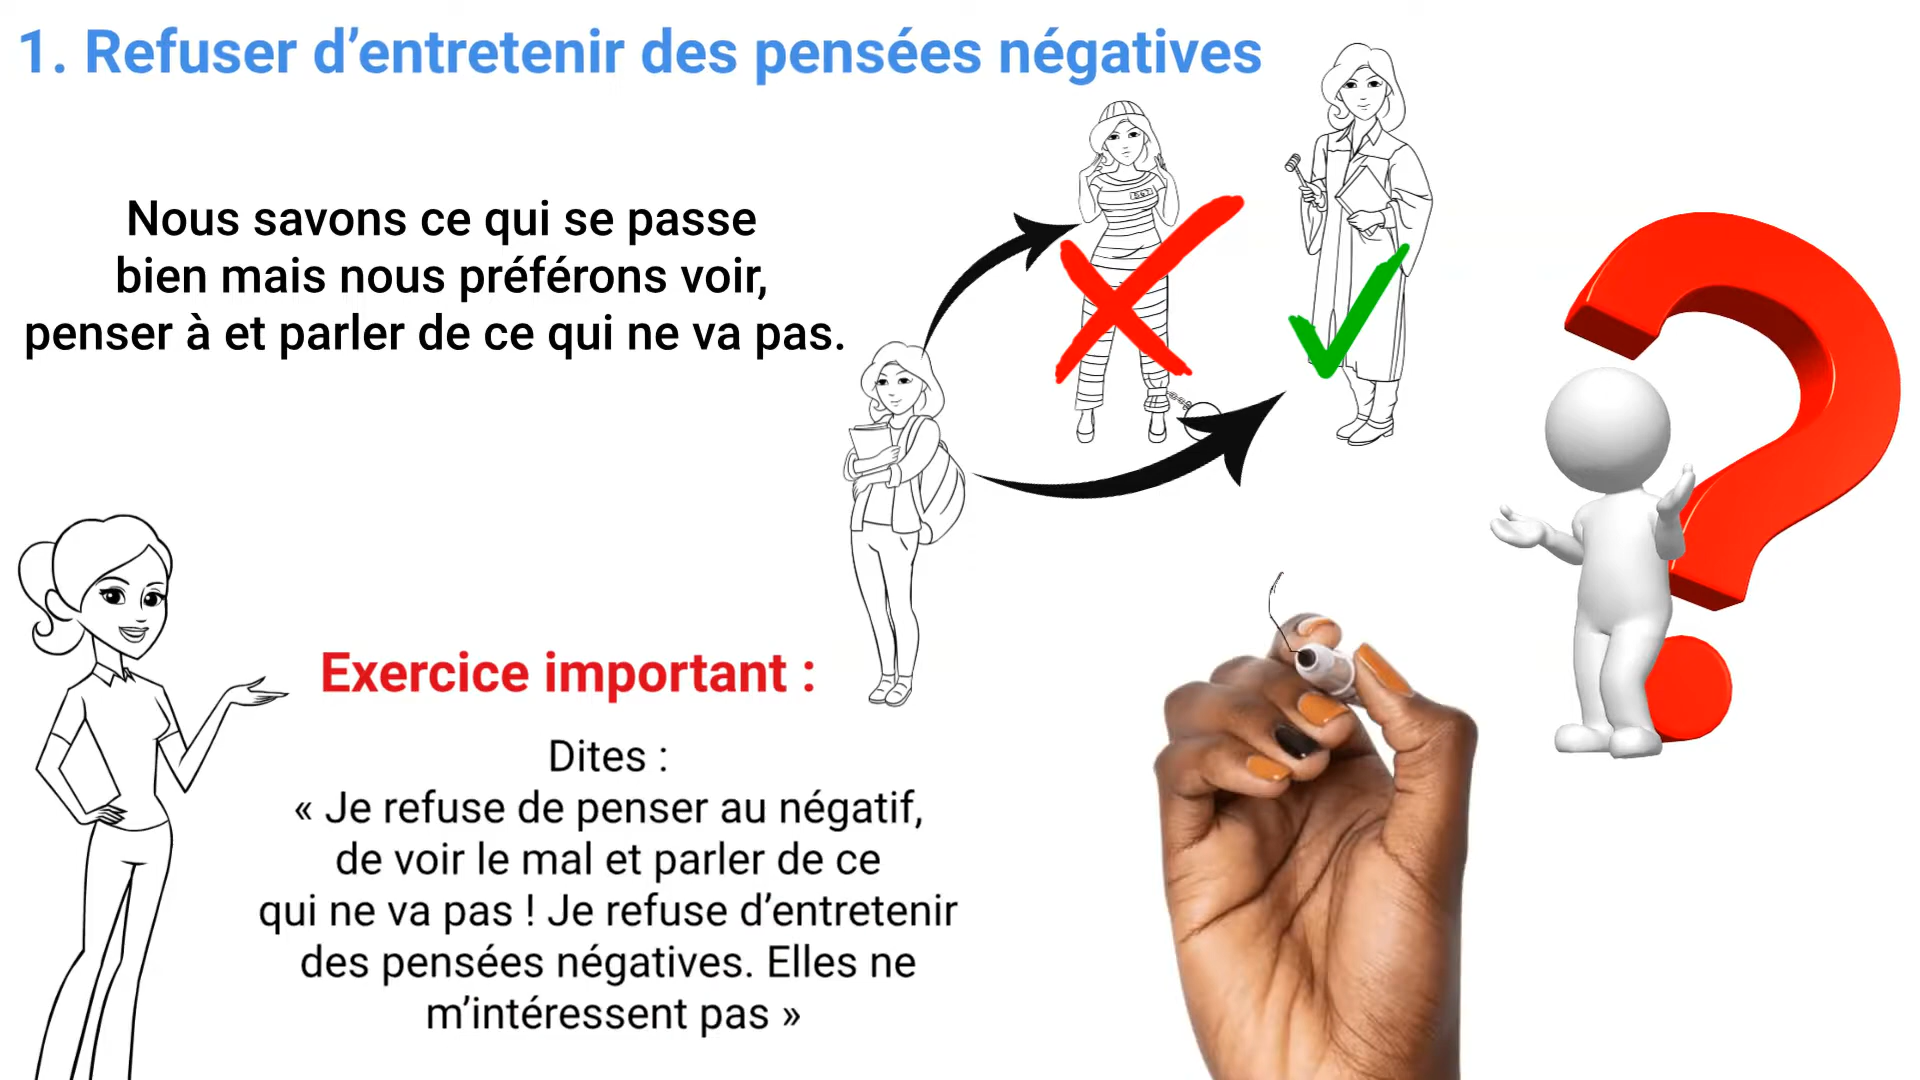 1. Refuser d’entretenir des pensées négatives
Nous savons ce qui se passe
bien mais nous préférons voir,
penser à et parler de ce qui ne va pas.
Exercice important :
Dites :
« Je refuse de penser au négatif,
de voir le mal et parler de ce
qui ne va pas ! Je refuse d’entretenir
des pensées négatives. Elles ne
m’intéressent pas »